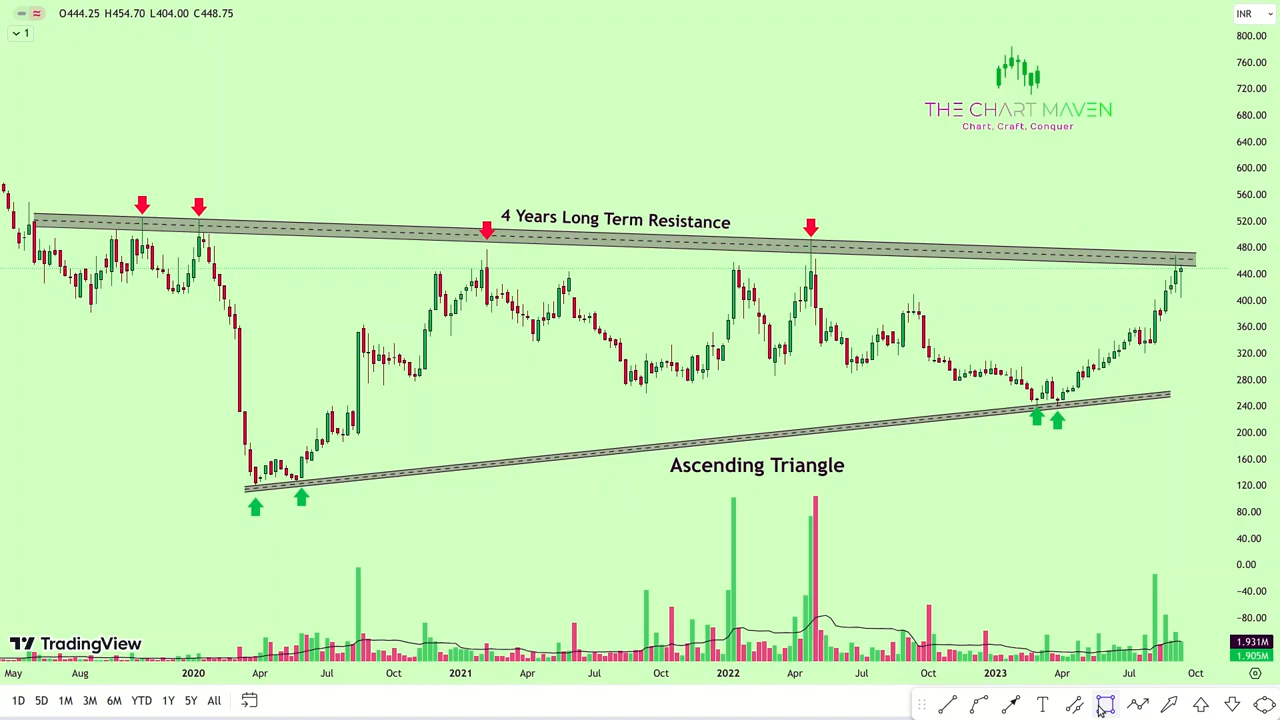 O444.25 H454.70 L404.00 C448.75
INR
1
800.00
760.00
720.00
680.00
640.00
600.00
560.00
520.00
480.00
440.00
400.00
360.00
320.00
280.00
240.00
200.00
160.00
120.00
80.00
40.00
0.00
−40.00
−80.00
1.931M
1.905M
THE CHART MAVEN
Chart, Craft, Conquer
4 Years Long Term Resistance
Ascending Triangle
TradingView
May Aug 2020 Apr Jul Oct 2021 Apr Jul Oct 2022 Apr Jul Oct 2023 Apr Jul Oct
1D 5D 1M 3M 6M YTD 1Y 5Y All
T